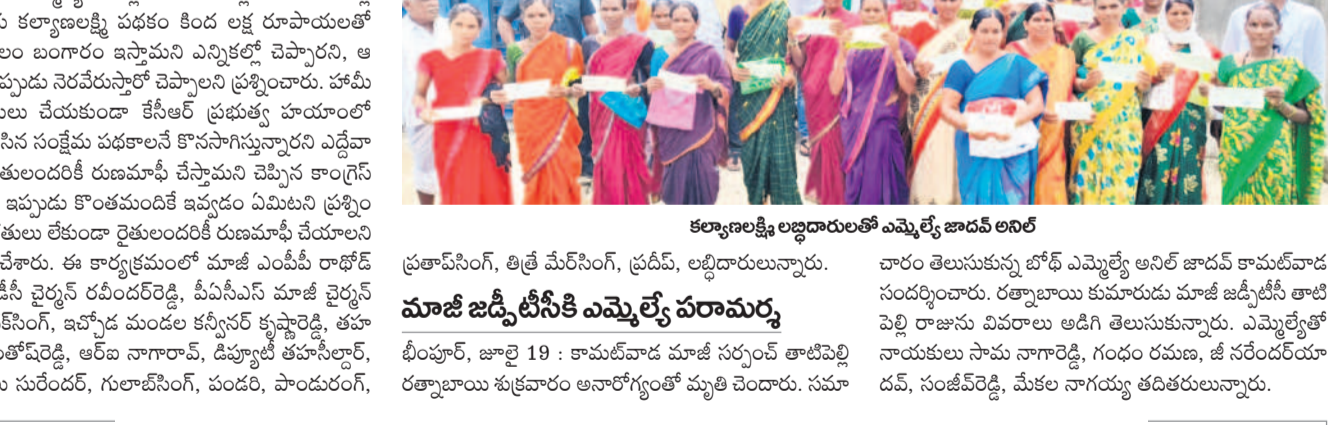 కల్యాణలక్ష్మి పథకం కింద లక్ష రూపాయలతో
బంగారం ఇస్తామని ఎన్నికల్లో చెప్పారని, ఆ
నెరవేరుస్తారో చెప్పాలని ప్రశ్నించారు. హామీ
చేయకుండా కేసీఆర్ ప్రభుత్వ హయాంలో
సంక్షేమ పథకాలనే కొనసాగిస్తున్నారని ఎద్దేవా
రుణమాఫీ చేస్తామని చెప్పిన కాంగ్రెస్
ఇప్పుడు కొంతమందికే ఇవ్వడం ఏమిటని ప్రశ్నిం
లేకుండా రైతులందరికీ రుణమాఫీ చేయాలని
చేశారు. ఈ కార్యక్రమంలో మాజీ ఎంపీపీ రాథోడ్
చైర్మన్ రవీందర్‌రెడ్డి, పీఏసీఎస్ మాజీ చైర్మన్
ఇచ్చోడ మండల కన్వీనర్ కృష్ణారెడ్డి, తహ
ఆర్ఐ నాగారావ్, డిప్యూటీ తహసీల్దార్,
సురేందర్, గులాబ్‌సింగ్, పండరి, పాండురంగ్,
కల్యాణలక్ష్మి లబ్ధిదారులతో ఎమ్మెల్యే జాదవ్ అనిల్
ప్రతాప్‌సింగ్, తిత్రే మేర్‌సింగ్, ప్రదీప్, లబ్ధిదారులున్నారు.
మాజీ జడ్పీటీసీకి ఎమ్మెల్యే పరామర్శ
భీంపూర్, జూలై 19 : కామట్‌వాడ మాజీ సర్పంచ్ తాటిపెల్లి
రత్నాబాయి శుక్రవారం అనారోగ్యంతో మృతి చెందారు. సమా
చారం తెలుసుకున్న బోథ్ ఎమ్మెల్యే అనిల్ జాదవ్ కామట్‌వాడ
సందర్శించారు. రత్నాబాయి కుమారుడు మాజీ జడ్పీటీసీ తాటి
పెల్లి రాజును వివరాలు అడిగి తెలుసుకున్నారు. ఎమ్మెల్యేతో
నాయకులు సామ నాగారెడ్డి, గంధం రమణ, జీ నరేందర్‌యా
దవ్, సంజీవ్‌రెడ్డి, మేకల నాగయ్య తదితరులున్నారు.